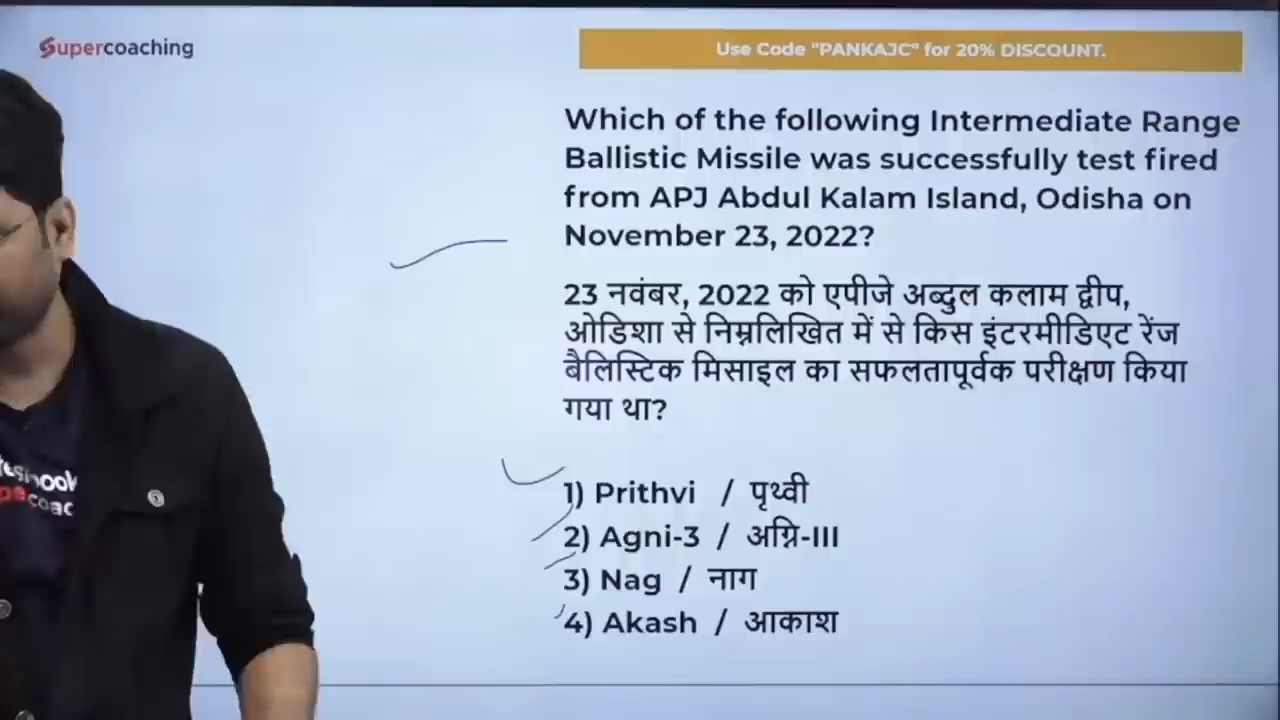 Supercoaching
Use Code "PANKAJC" for 20% DISCOUNT.
Which of the following Intermediate Range
Ballistic Missile was successfully test fired
from APJ Abdul Kalam Island, Odisha on
November 23, 2022?
23 नवंबर, 2022 को एपीजे अब्दुल कलाम द्वीप,
ओडिशा से निम्नलिखित में से किस इंटरमीडिएट रेंज
बैलिस्टिक मिसाइल का सफलतापूर्वक परीक्षण किया
गया था?
1) Prithvi / पृथ्वी
2) Agni-3 / अग्नि-III
3) Nag / नाग
4) Akash / आकाश